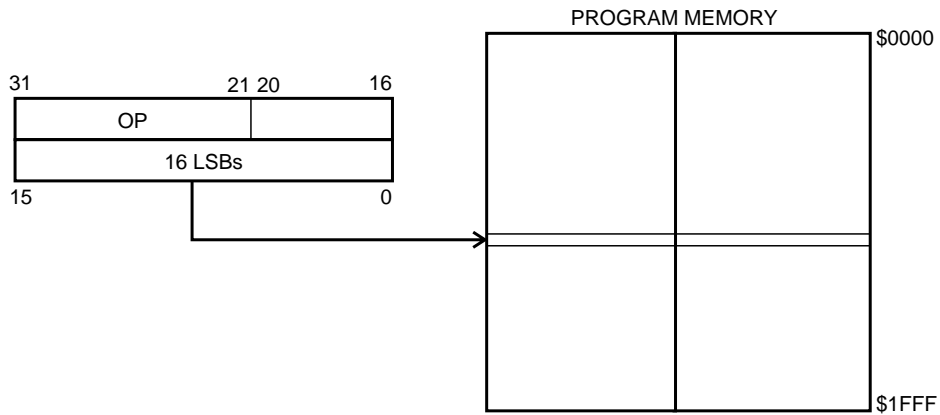 PROGRAM MEMORY
$0000
31 21 20 16
OP
16 LSBs
15 0
$1FFF